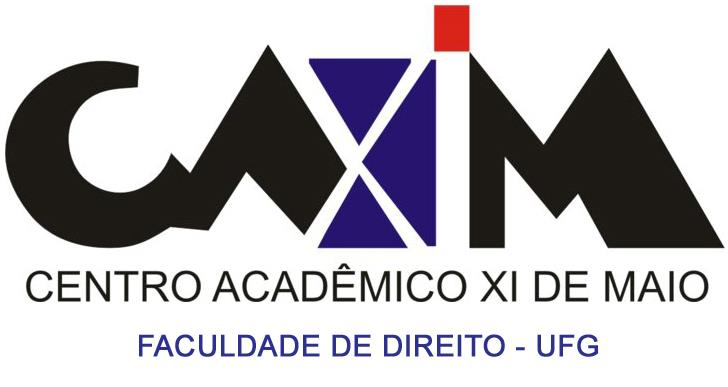 CAXIM
CENTRO ACADÊMICO XI DE MAIO
FACULDADE DE DIREITO - UFG